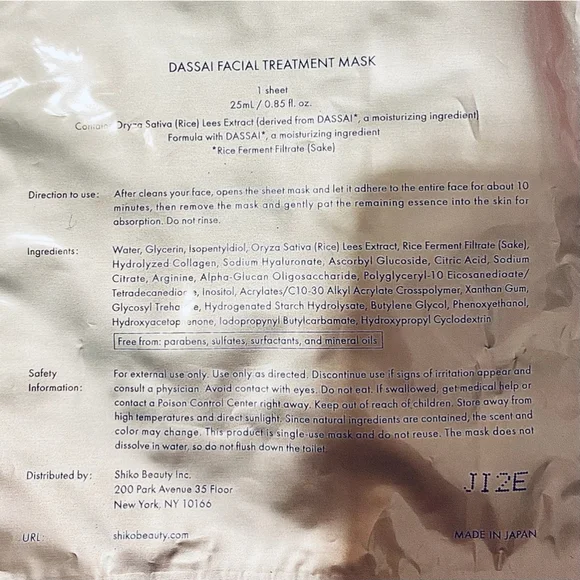 DASSAI FACIAL TREATMENT MASK
1 sheet
25mL / 0.85 fl. oz.
Oryza Sativa (Rice) Lees Extract (derived from DASSAI*, a moisturizing ingredient)
Formula with DASSAI*, a moisturizing ingredient
*Rice Ferment Filtrate (Sake)
Direction to use: After cleans your face, opens the sheet mask and let it adhere to the entire face for about 10
minutes, then remove the mask and gently pat the remaining essence into the skin for
absorption. Do not rinse.
Ingredients: Water, Glycerin, Isopentyldiol, Oryza Sativa (Rice) Lees Extract, Rice Ferment Filtrate (Sake),
Hydrolyzed Collagen, Sodium Hyaluronate, Ascorbyl Glucoside, Citric Acid, Sodium
Citrate, Arginine, Alpha-Glucan Oligosaccharide, Polyglyceryl-10 Eicosanedioate/
Tetradecanedioate, Inositol, Acrylates/C10-30 Alkyl Acrylate Crosspolymer, Xanthan Gum,
Glycosyl Trehalose, Hydrogenated Starch Hydrolysate, Butylene Glycol, Phenoxyethanol,
Hydroxyacetophenone, Iodopropynyl Butylcarbamate, Hydroxypropyl Cyclodextrin
Free from: parabens, sulfates, surfactants, and mineral oils
Safety Information: For external use only. Use only as directed. Discontinue use if signs of irritation appear and
consult a physician. Avoid contact with eyes. Do not eat. If swallowed, get medical help or
contact a Poison Control Center right away. Keep out of reach of children. Store away from
high temperatures and direct sunlight. Since natural ingredients are contained, the scent and
color may change. This product is single-use mask and do not reuse. The mask does not
dissolve in water, so do not flush down the toilet.
Distributed by: Shiko Beauty Inc.
200 Park Avenue 35 Floor
New York, NY 10166
JI2E
URL: shikobeauty.com
MADE IN JAPAN